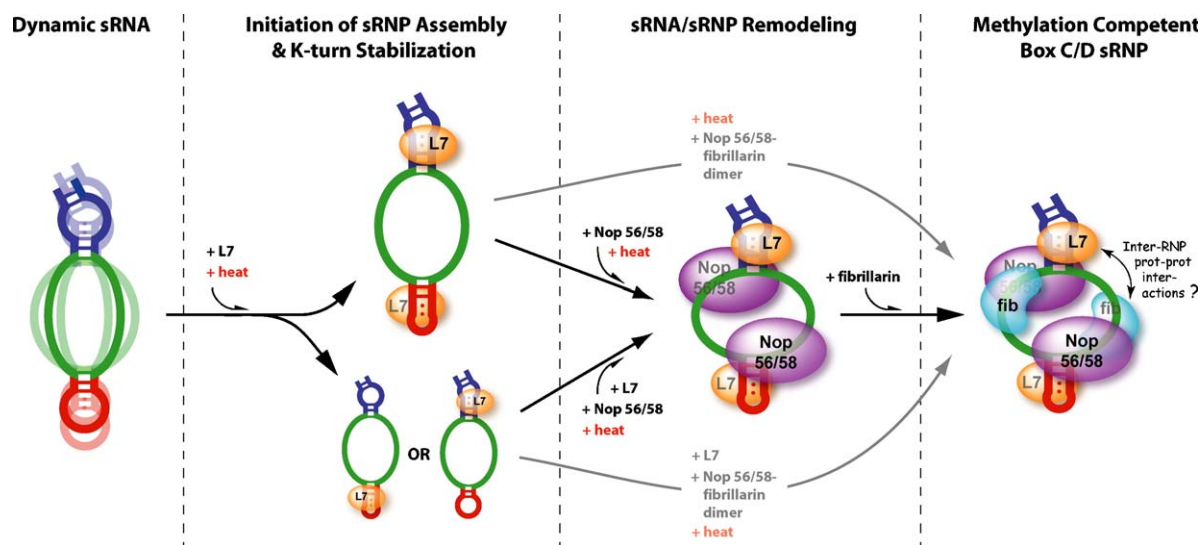 Dynamic sRNA
Initiation of sRNP Assembly
& K-turn Stabilization
sRNA/sRNP Remodeling
Methylation Competent
Box C/D sRNP
+ L7
+ heat
L7
L7
L7
OR
L7
+ heat
+ Nop 56/58-
fibrillarin
dimer
+ Nop 56/58
+ heat
+ L7
+ Nop 56/58
+ heat
+ L7
+ Nop 56/58-
fibrillarin
dimer
+ heat
L7
Nop
56/58
Nop
56/58
L7
+ fibrillarin
L7
Nop
56/58
fib
fib
Nop
56/58
L7
Inter-RNP
prot-prot
inter-
actions ?